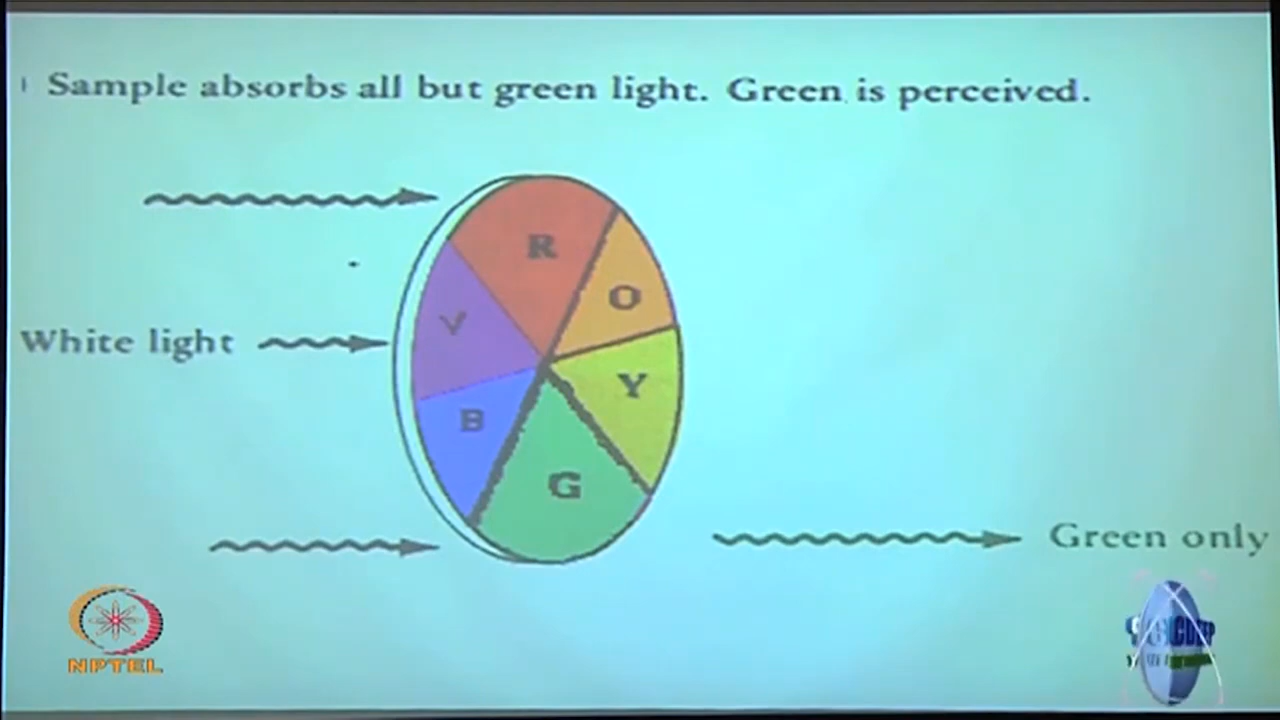 Sample absorbs all but green light. Green is perceived.
R
O
V
White light
Y
B
G
Green only
NPTEL